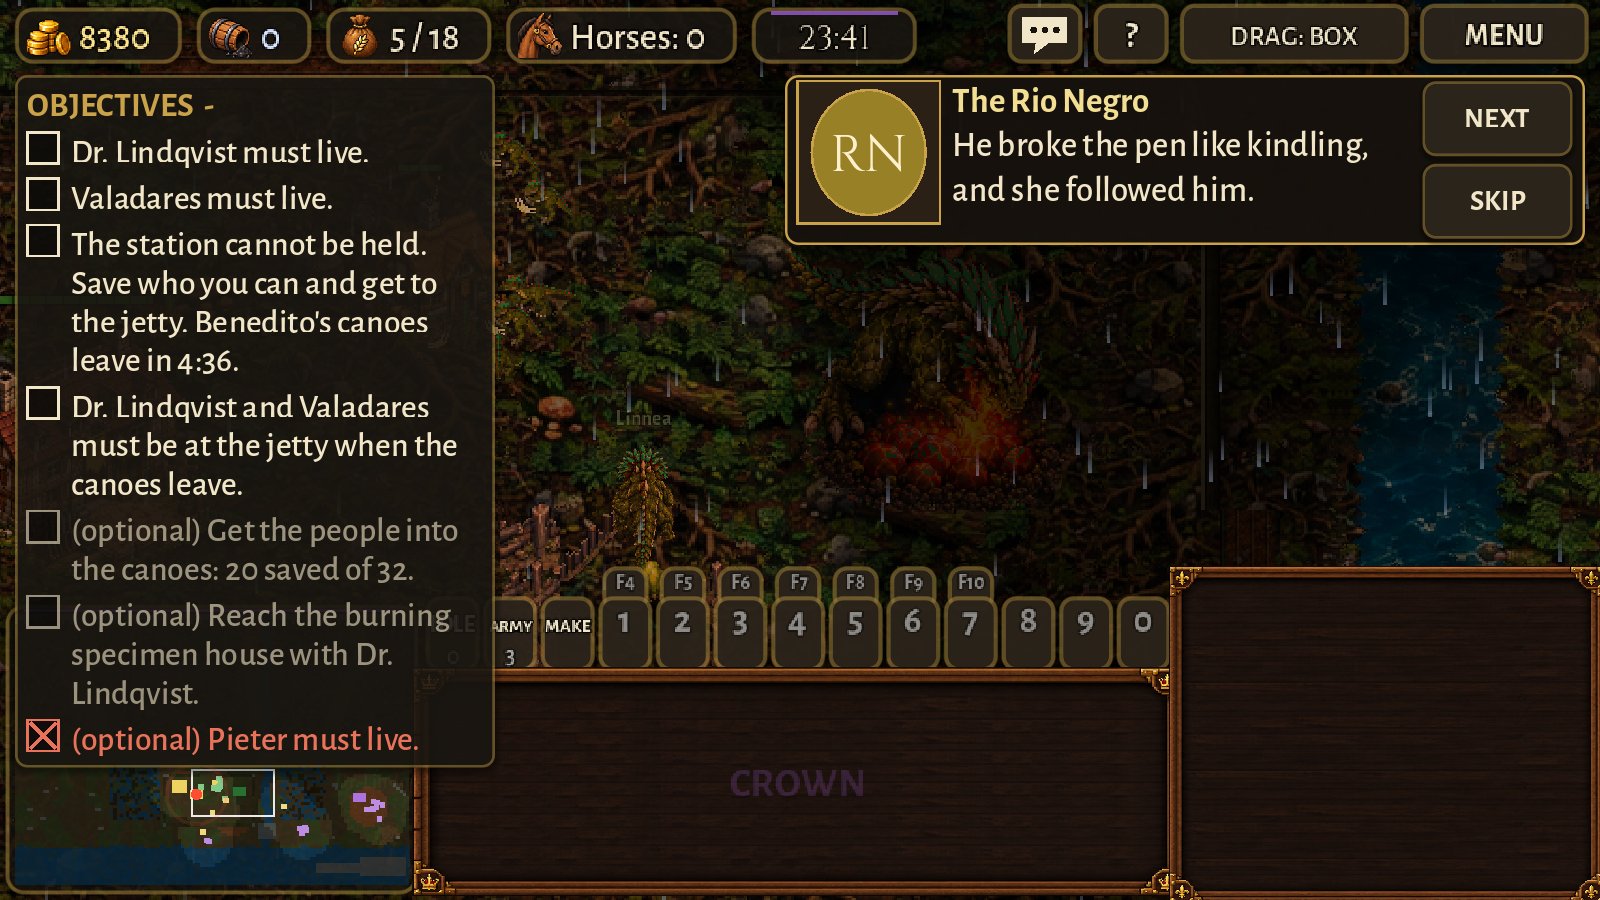 8380
0
5 / 18
Horses: 0
23:41
?
DRAG: BOX
MENU
OBJECTIVES -
Dr. Lindqvist must live.
Valadares must live.
The station cannot be held.
Save who you can and get to
the jetty. Benedito's canoes
leave in 4:36.
Dr. Lindqvist and Valadares
must be at the jetty when the
canoes leave.
(optional) Get the people into
the canoes: 20 saved of 32.
(optional) Reach the burning
specimen house with Dr.
Lindqvist.
(optional) Pieter must live.
RN
The Rio Negro
He broke the pen like kindling,
and she followed him.
NEXT
SKIP
Linnea
F4 F5 F6 F7 F8 F9 F10
ARMY MAKE 1 2 3 4 5 6 7 8 9 0
0 3
CROWN